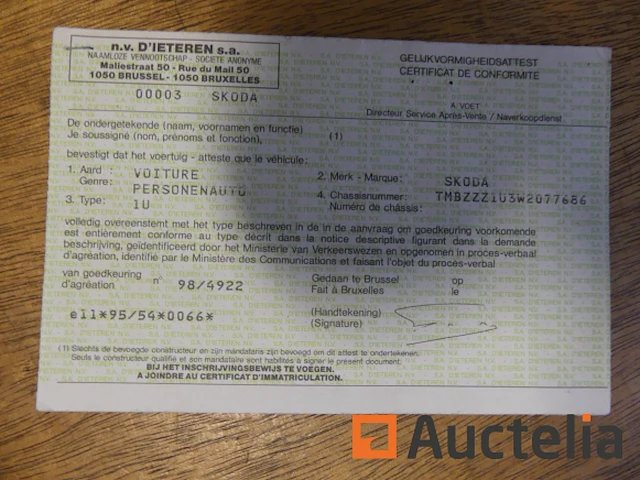 n.v. D'IETEREN s.a.
NAAMLOZE VENNOOTSCHAP - SOCIETE ANONYME
Maliestraat 50 - Rue du Mail 50
1050 BRUSSEL - 1050 BRUXELLES
GELIJKVORMIGHEIDSATTEST
CERTIFICAT DE CONFORMITE
00003 SKODA
A. VOET
Directeur Service Après-Vente / Naverkoopdienst
De ondergetekende (naam, voornamen en functie)
Je soussigné (nom, prénoms et fonction), (1)
bevestigt dat het voertuig - atteste que le véhicule:
1. Aard : VOITURE
Genre: PERSONENAUTO
2. Merk - Marque: SKODA
3. Type: 1U
4. Chassisnummer: TMBZZZ1U3W2077686
Numéro de châssis:
volledig overeenstemt met het type beschreven in de in de aanvraag om goedkeuring voorkomende
est entièrement conforme au type décrit dans la notice descriptive figurant dans la demande
beschrijving, geïdentificeerd door het Ministerie van Verkeerswezen en opgenomen in proces-verbaal
d'agréation, identifié par le Ministère des Communications et faisant l'objet du procès-verbal
van goedkeuring n° 98/4922
d'agréation
Gedaan te Brussel op
Fait à Bruxelles le
e11*95/54*0066*
(Handtekening)
(Signature)
(1) Slechts de bevoegde constructeur en zijn mandataris zijn bevoegd om dit attest te ondertekenen.
Seuls le constructeur qualifié et son mandataire sont habilités à signer le présent document.
BIJ HET INSCHRIJVINGSBEWIJS TE VOEGEN.
A JOINDRE AU CERTIFICAT D'IMMATRICULATION.
Auctelia